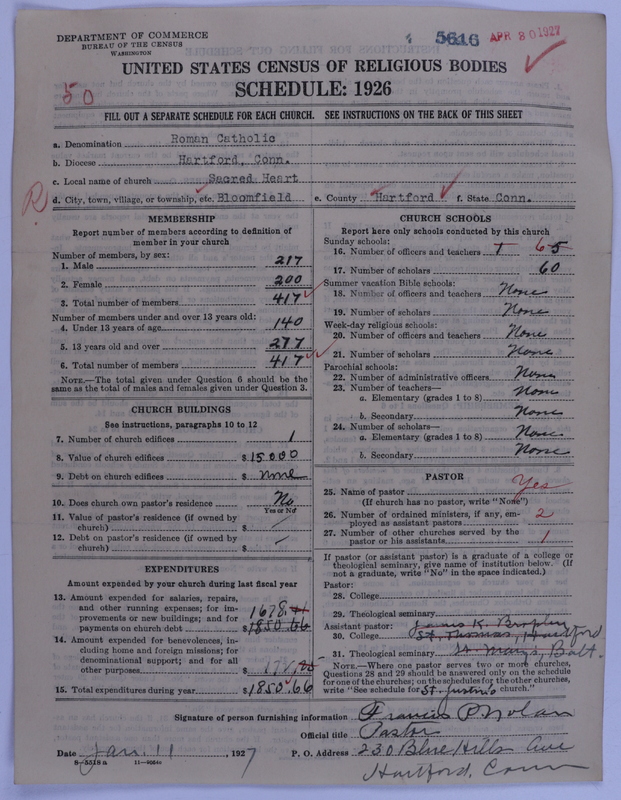 DEPARTMENT OF COMMERCE
BUREAU OF THE CENSUS
WASHINGTON
5616 APR 30 1927
UNITED STATES CENSUS OF RELIGIOUS BODIES
SCHEDULE: 1926
50
FILL OUT A SEPARATE SCHEDULE FOR EACH CHURCH. SEE INSTRUCTIONS ON THE BACK OF THIS SHEET
a. Denomination Roman Catholic
b. Diocese Hartford, Conn.
c. Local name of church Sacred Heart
R d. City, town, village, or township, etc. Bloomfield e. County Hartford f. State Conn.
MEMBERSHIP
Report number of members according to definition of
member in your church
Number of members, by sex:
1. Male 217
2. Female 200
3. Total number of members 417
Number of members under and over 13 years old:
4. Under 13 years of age 140
5. 13 years old and over 277
6. Total number of members 417
NOTE.—The total given under Question 6 should be the
same as the total of males and females given under Question 3.
CHURCH BUILDINGS
See instructions, paragraphs 10 to 12
7. Number of church edifices 1
8. Value of church edifices $15000
9. Debt on church edifices $ none
10. Does church own pastor's residence No
Yes or No
11. Value of pastor's residence (if owned by
church) $
12. Debt on pastor's residence (if owned by
church) $
EXPENDITURES
Amount expended by your church during last fiscal year
13. Amount expended for salaries, repairs,
and other running expenses; for im-
provements or new buildings; and for
payments on church debt $ 1678
1850.66
14. Amount expended for benevolences, in-
cluding home and foreign missions; for
denominational support; and for all
other purposes $
15. Total expenditures during year $1850.66
CHURCH SCHOOLS
Report here only schools conducted by this church
Sunday schools:
16. Number of officers and teachers 1 6 5
17. Number of scholars 60
Summer vacation Bible schools:
18. Number of officers and teachers None
19. Number of scholars None
Week-day religious schools:
20. Number of officers and teachers None
21. Number of scholars None
Parochial schools:
22. Number of administrative officers None
23. Number of teachers—
a. Elementary (grades 1 to 8) None
b. Secondary None
24. Number of scholars—
a. Elementary (grades 1 to 8) None
b. Secondary None
PASTOR
25. Name of pastor Yes
(If church has no pastor, write "None")
26. Number of ordained ministers, if any, em-
ployed as assistant pastors 2
27. Number of other churches served by the
pastor or his assistants 1
If pastor (or assistant pastor) is a graduate of a college or
theological seminary, give name of institution below. (If
not a graduate, write "No" in the space indicated.)
Pastor:
28. College
29. Theological seminary
Assistant pastor: James K. Brophy
30. College St. Thomas, Hartford
31. Theological seminary St. Mary's, Balt.
NOTE.—Where one pastor serves two or more churches,
Questions 28 and 29 should be answered only on the schedule
for one of the churches; on the schedules for the other churches,
write "See schedule for St. Justin's church."
Signature of person furnishing information Francis P Nolan
Official title Pastor
Date Jan. 11 1927 P. O. Address 230 Blue Hills Ave
8—5518 a Hartford, Conn